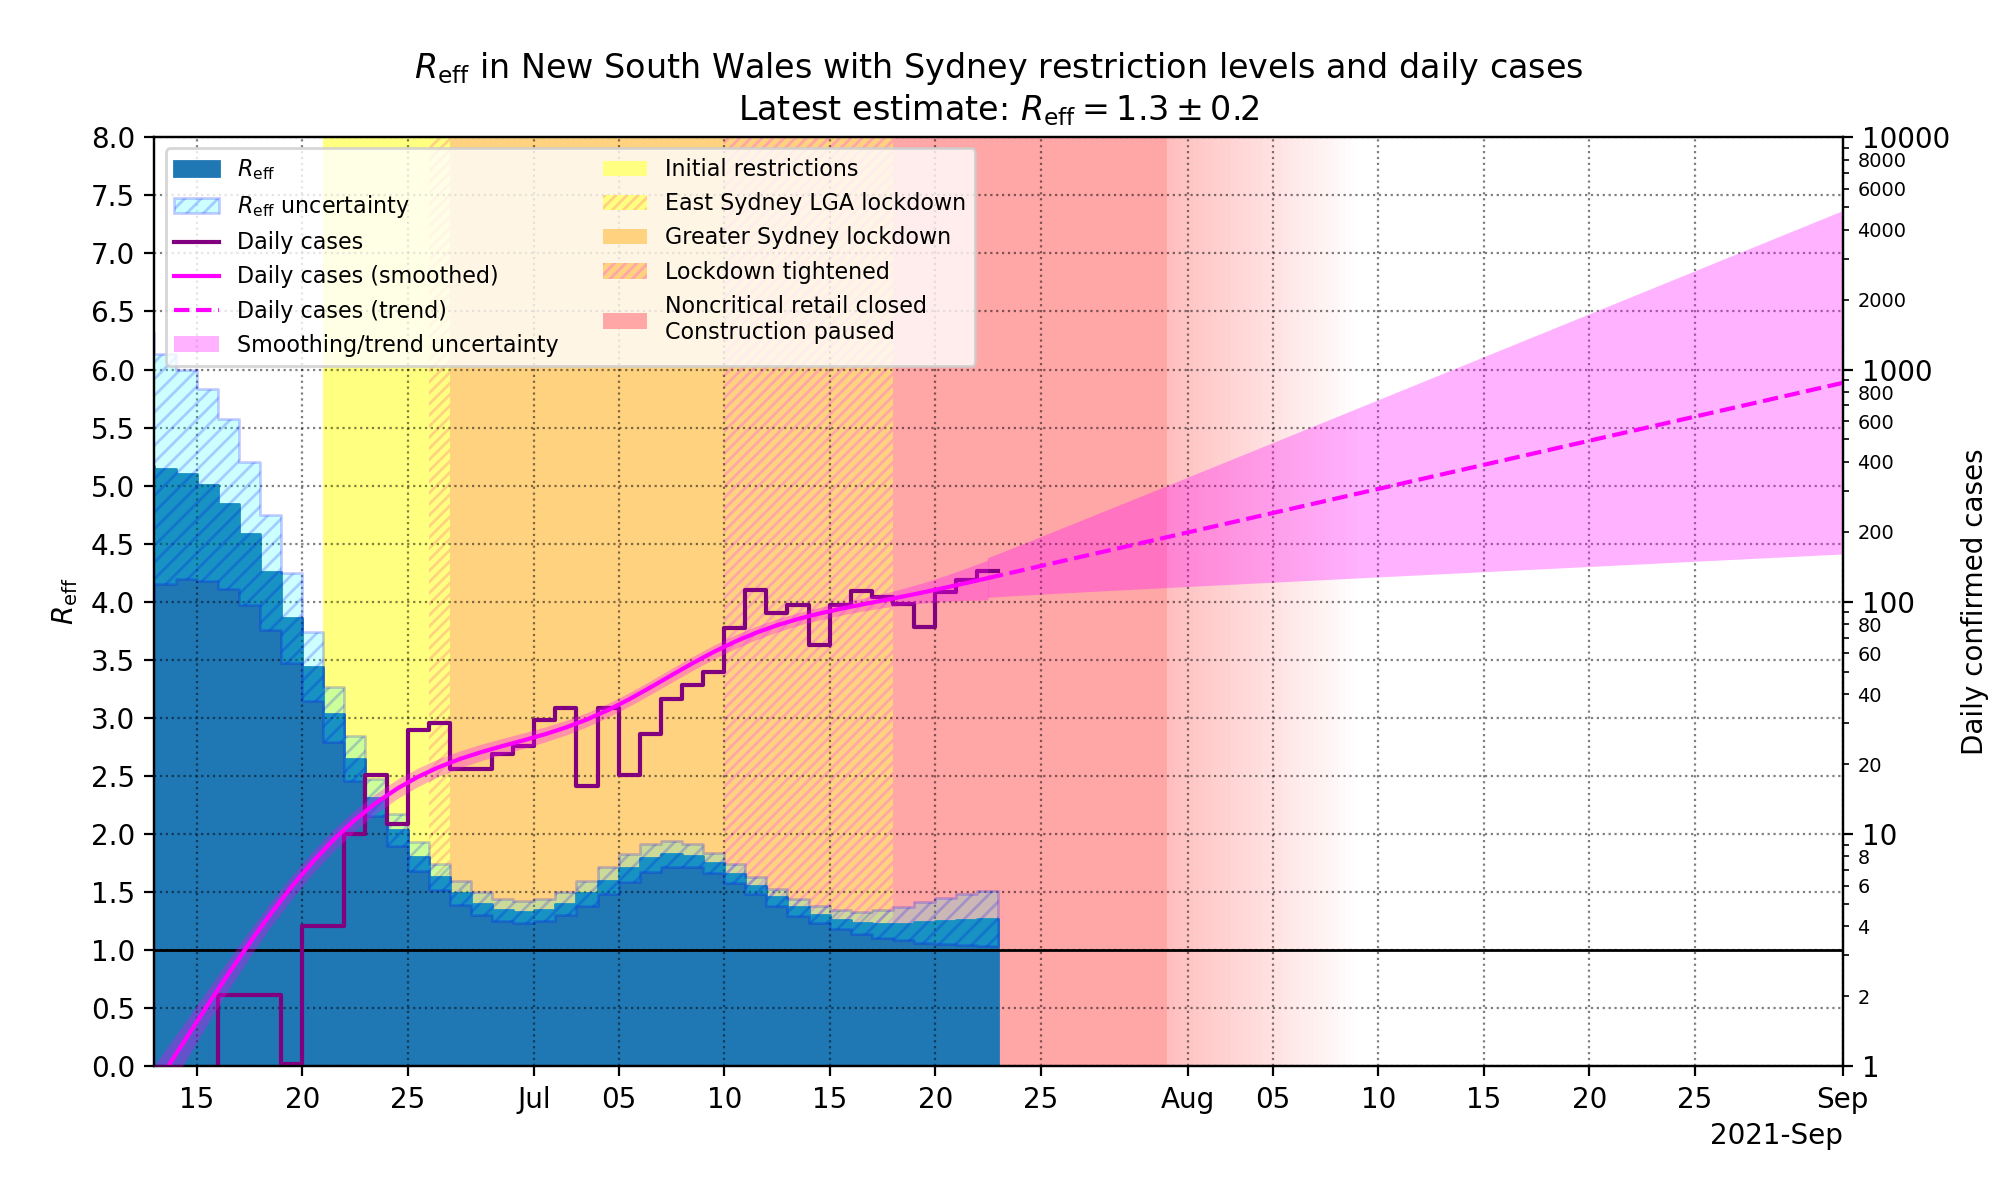 R_eff in New South Wales with Sydney restriction levels and daily cases
Latest estimate: R_eff = 1.3 ± 0.2
R_eff
R_eff uncertainty
Daily cases
Daily cases (smoothed)
Daily cases (trend)
Smoothing/trend uncertainty
Initial restrictions
East Sydney LGA lockdown
Greater Sydney lockdown
Lockdown tightened
Noncritical retail closed
Construction paused
R_eff
8.0
7.5
7.0
6.5
6.0
5.5
5.0
4.5
4.0
3.5
3.0
2.5
2.0
1.5
1.0
0.5
0.0
10000
8000
6000
4000
2000
1000
800
600
400
200
100
80
60
40
20
10
8
6
4
2
1
Daily confirmed cases
15 20 25 Jul 05 10 15 20 25 Aug 05 10 15 20 25 Sep
2021-Sep